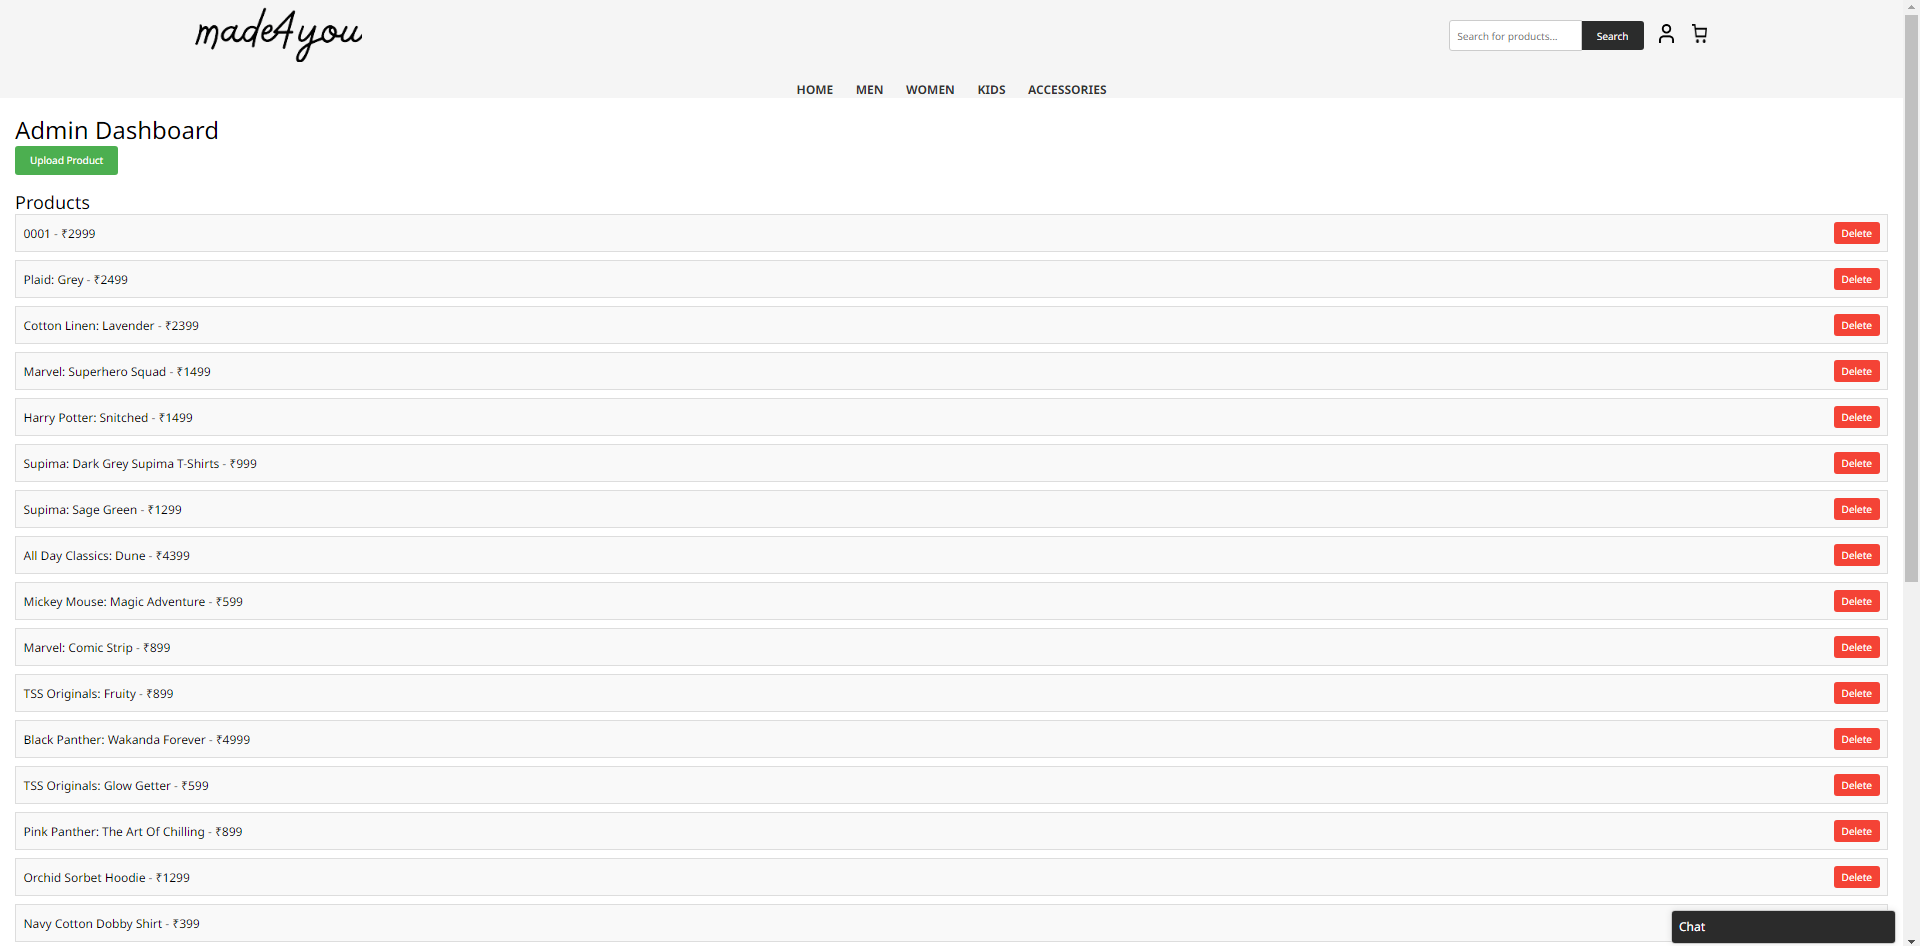 made4you
Search for products...
Search
HOME MEN WOMEN KIDS ACCESSORIES
Admin Dashboard
Upload Product
Products
0001 - ₹2999 Delete
Plaid: Grey - ₹2499 Delete
Cotton Linen: Lavender - ₹2399 Delete
Marvel: Superhero Squad - ₹1499 Delete
Harry Potter: Snitched - ₹1499 Delete
Supima: Dark Grey Supima T-Shirts - ₹999 Delete
Supima: Sage Green - ₹1299 Delete
All Day Classics: Dune - ₹4399 Delete
Mickey Mouse: Magic Adventure - ₹599 Delete
Marvel: Comic Strip - ₹899 Delete
TSS Originals: Fruity - ₹899 Delete
Black Panther: Wakanda Forever - ₹4999 Delete
TSS Originals: Glow Getter - ₹599 Delete
Pink Panther: The Art Of Chilling - ₹899 Delete
Orchid Sorbet Hoodie - ₹1299 Delete
Navy Cotton Dobby Shirt - ₹399
Chat